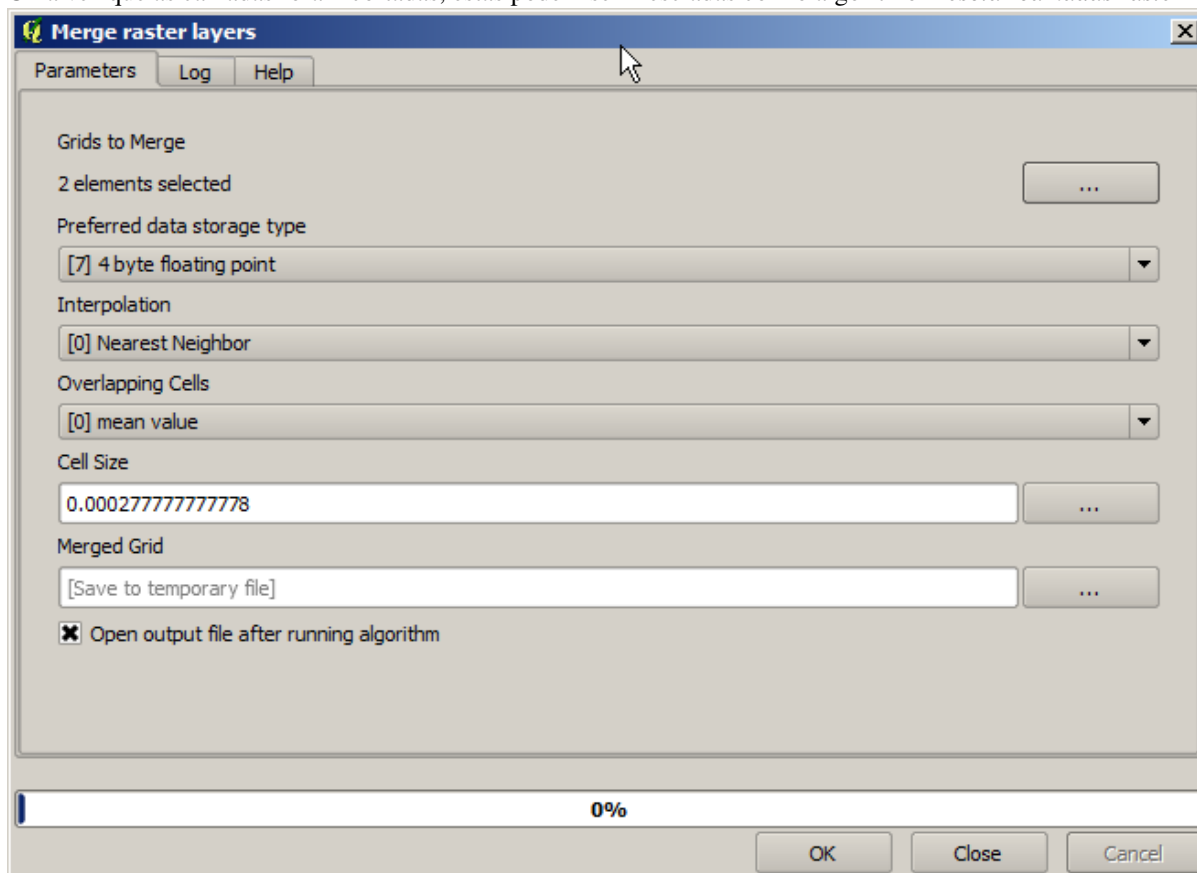 Merge raster layers
Parameters Log Help
Grids to Merge
2 elements selected
...
Preferred data storage type
[7] 4 byte floating point
Interpolation
[0] Nearest Neighbor
Overlapping Cells
[0] mean value
Cell Size
0.000277777777778
...
Merged Grid
[Save to temporary file]
...
Open output file after running algorithm
0%
OK Close Cancel